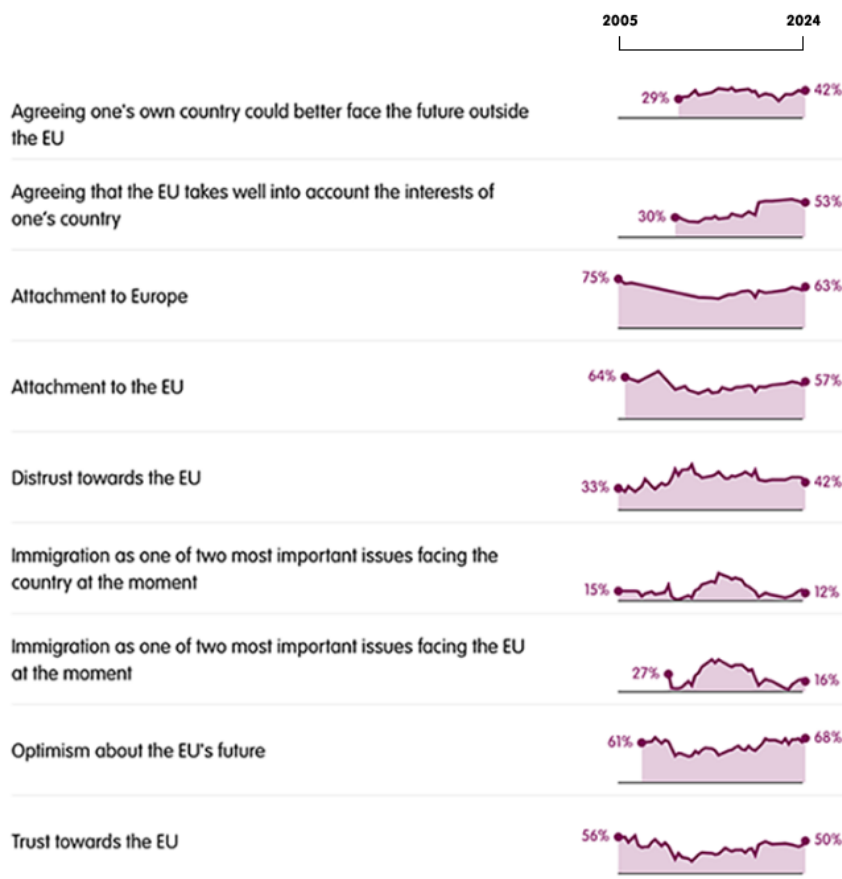 2005 2024
29% 42%
Agreeing one's own country could better face the future outside
the EU
Agreeing that the EU takes well into account the interests of
one's country
30% 53%
75% 63%
Attachment to Europe
64% 57%
Attachment to the EU
Distrust towards the EU
33% 42%
Immigration as one of two most important issues facing the
country at the moment
15% 12%
Immigration as one of two most important issues facing the EU
at the moment
27% 16%
61% 68%
Optimism about the EU's future
56% 50%
Trust towards the EU